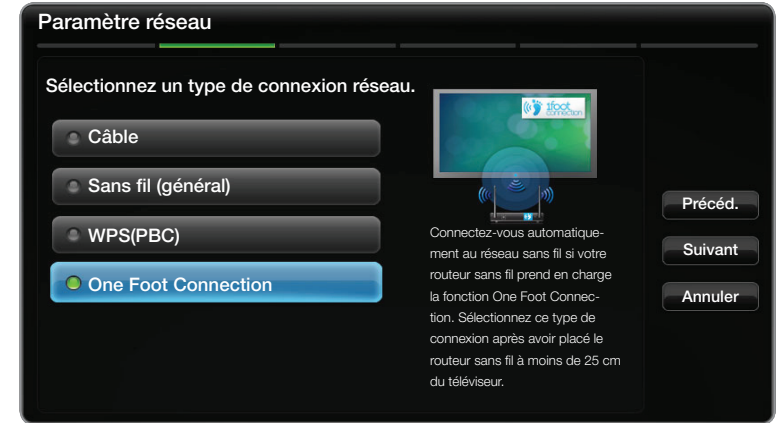 Paramètre réseau
Sélectionnez un type de connexion réseau.
Câble
Sans fil (général)
WPS(PBC)
One Foot Connection
1foot
connection
Connectez-vous automatique-
ment au réseau sans fil si votre
routeur sans fil prend en charge
la fonction One Foot Connec-
tion. Sélectionnez ce type de
connexion après avoir placé le
routeur sans fil à moins de 25 cm
du téléviseur.
Précéd.
Suivant
Annuler